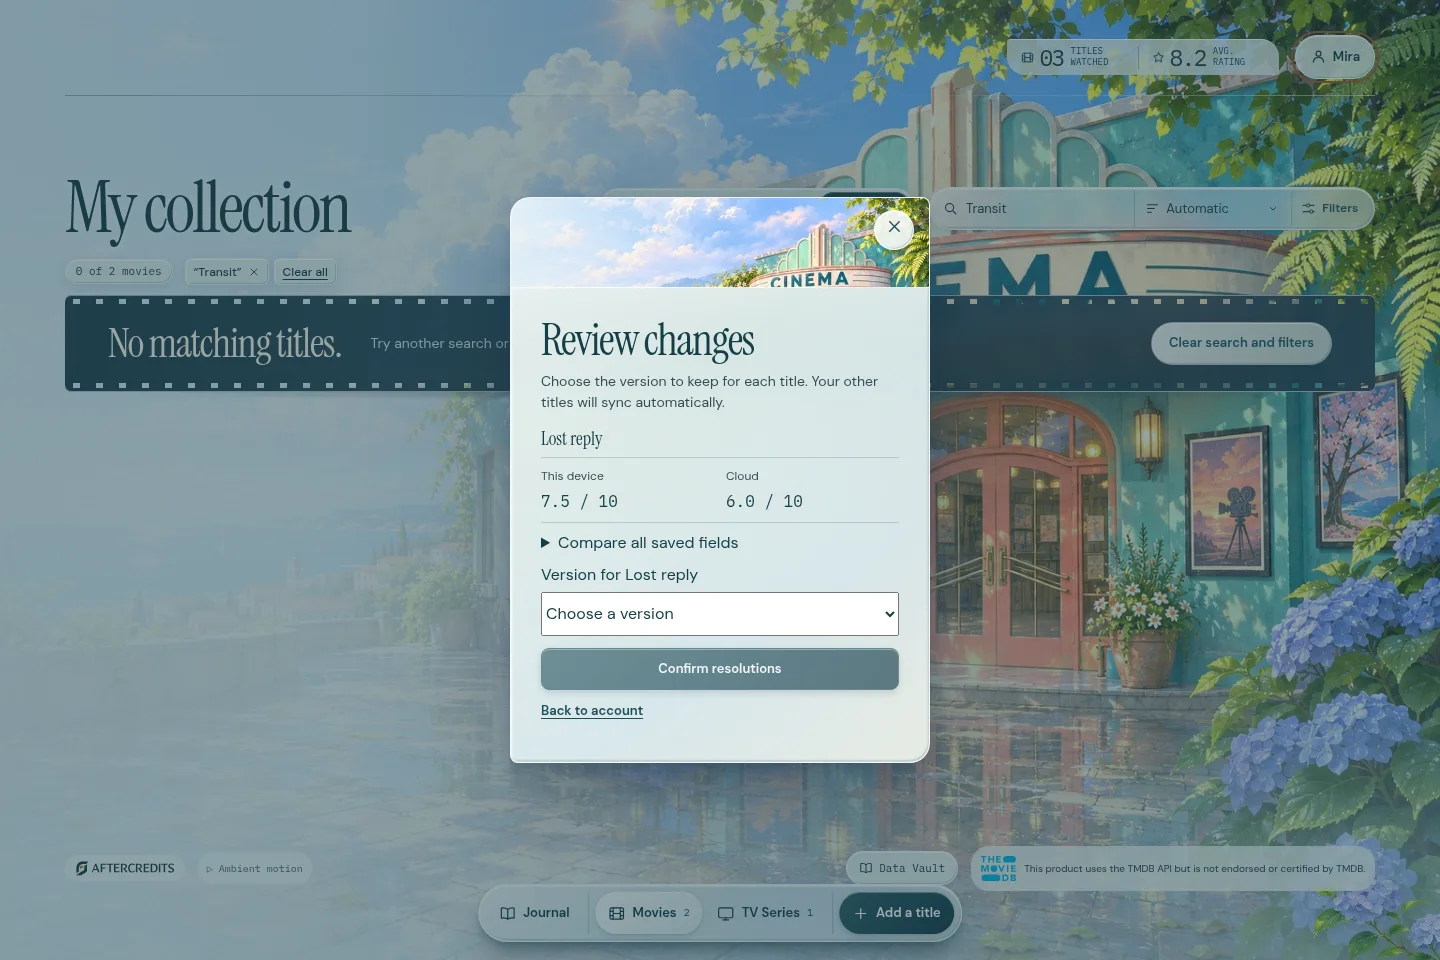 03 TITLES WATCHED
8.2 AVG. RATING
Mira
My collection
Transit
Automatic
Filters
0 of 2 movies
“Transit”
Clear all
EMA
No matching titles.
Try another search or
Clear search and filters
CINEMA
Review changes
Choose the version to keep for each title. Your other
titles will sync automatically.
Lost reply
This device
Cloud
7.5 / 10
6.0 / 10
Compare all saved fields
Version for Lost reply
Choose a version
Confirm resolutions
Back to account
AFTERCREDITS
Ambient motion
Data Vault
THE
MOVIE
DB
This product uses the TMDB API but is not endorsed or certified by TMDB.
Journal
Movies 2
TV Series 1
Add a title